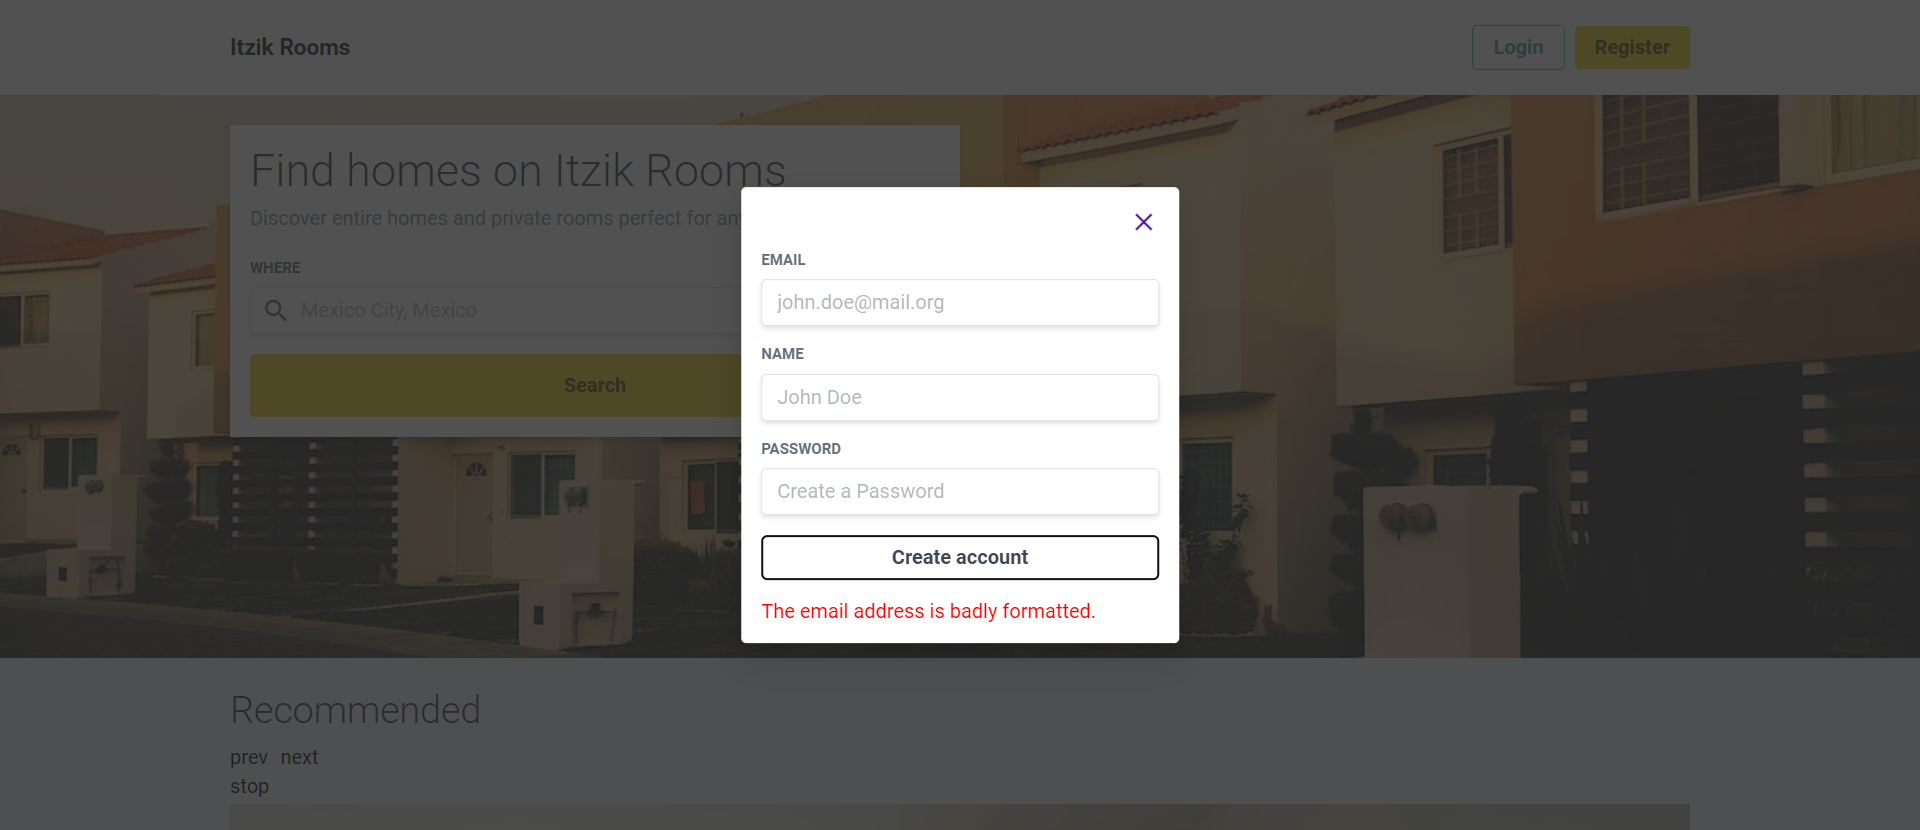 Itzik Rooms
Login
Register
Find homes on Itzik Rooms
Discover entire homes and private rooms perfect for any
WHERE
Mexico City, Mexico
Search
EMAIL
john.doe@mail.org
NAME
John Doe
PASSWORD
Create a Password
Create account
The email address is badly formatted.
Recommended
prev next
stop